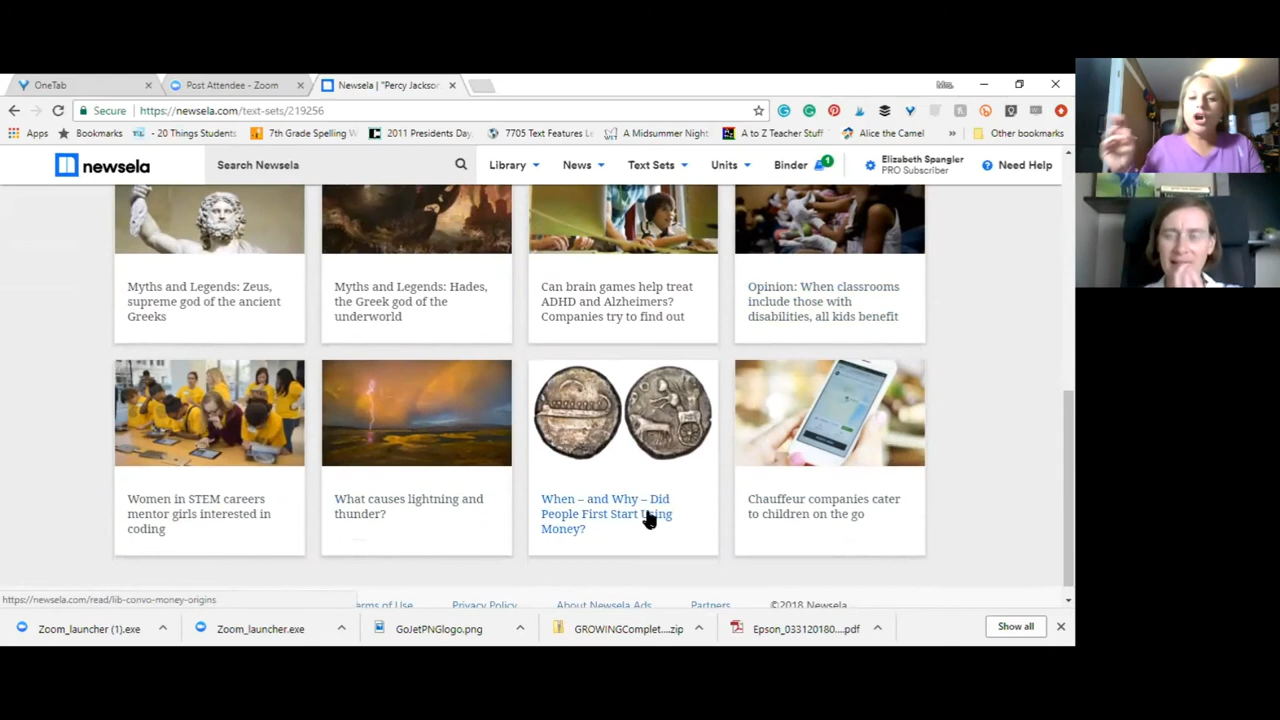 OneTab
Post Attendee - Zoom
Newsela | "Percy Jackson
Mrs.
Secure
https://newsela.com/text-sets/219256
Apps
Bookmarks
- 20 Things Students
7th Grade Spelling
2011 Presidents Day
7705 Text Features
A Midsummer Night
A to Z Teacher Stuff
Alice the Camel
Other bookmarks
newsela
Search Newsela
Library
News
Text Sets
Units
Binder
1
Elizabeth Spangler
PRO Subscriber
Need Help
Myths and Legends: Zeus,
supreme god of the ancient
Greeks
Myths and Legends: Hades,
the Greek god of the
underworld
Can brain games help treat
ADHD and Alzheimers?
Companies try to find out
Opinion: When classrooms
include those with
disabilities, all kids benefit
Women in STEM careers
mentor girls interested in
coding
What causes lightning and
thunder?
When – and Why – Did
People First Start Using
Money?
Chauffeur companies cater
to children on the go
https://newsela.com/read/lib-convo-money-origins
erms of Use
Privacy Policy
About Newsela Ads
Partners
©2018 Newsela
Zoom_launcher (1).exe
Zoom_launcher.exe
GoJetPNGlogo.png
GROWINGComplet....zip
Epson_033120180....pdf
Show all